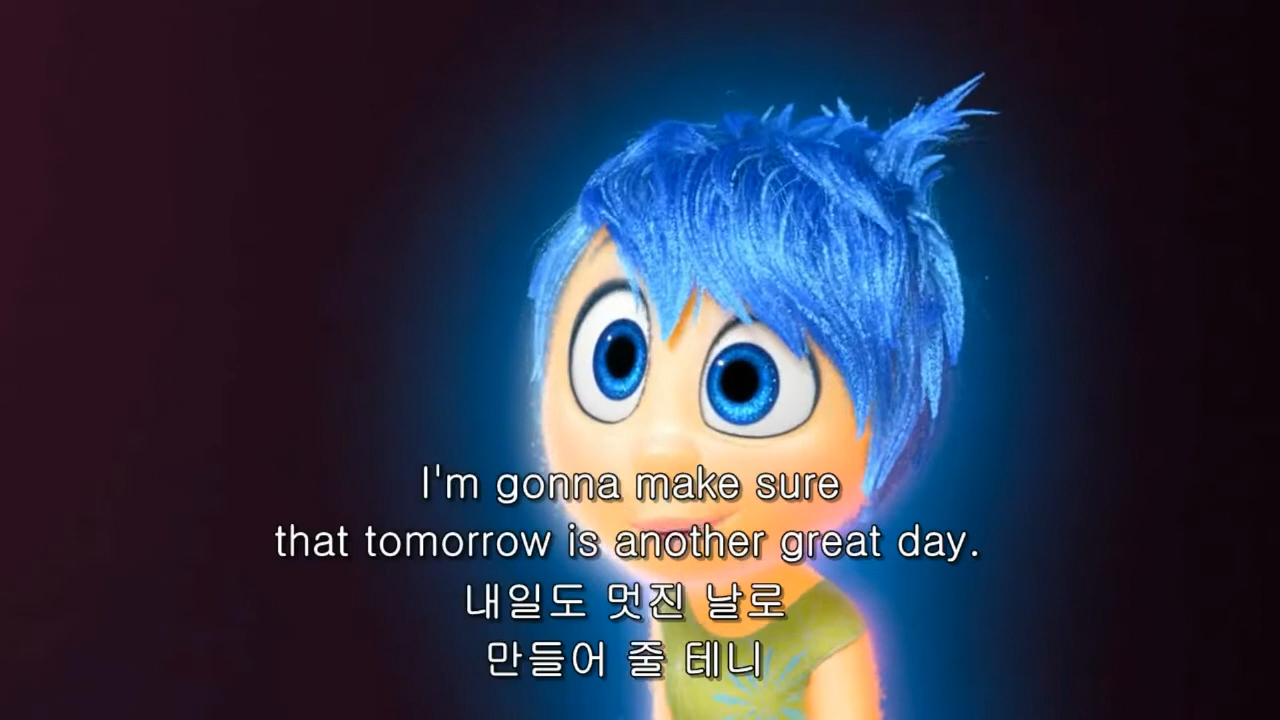 I'm gonna make sure
that tomorrow is another great day.
내일도 멋진 날로
만들어 줄 테니